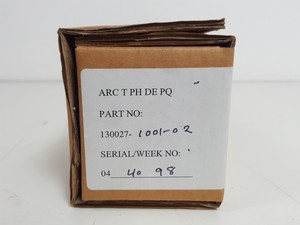 ARC T PH DE PQ
PART NO:
130027-1001-02
SERIAL/WEEK NO:
04 40 98